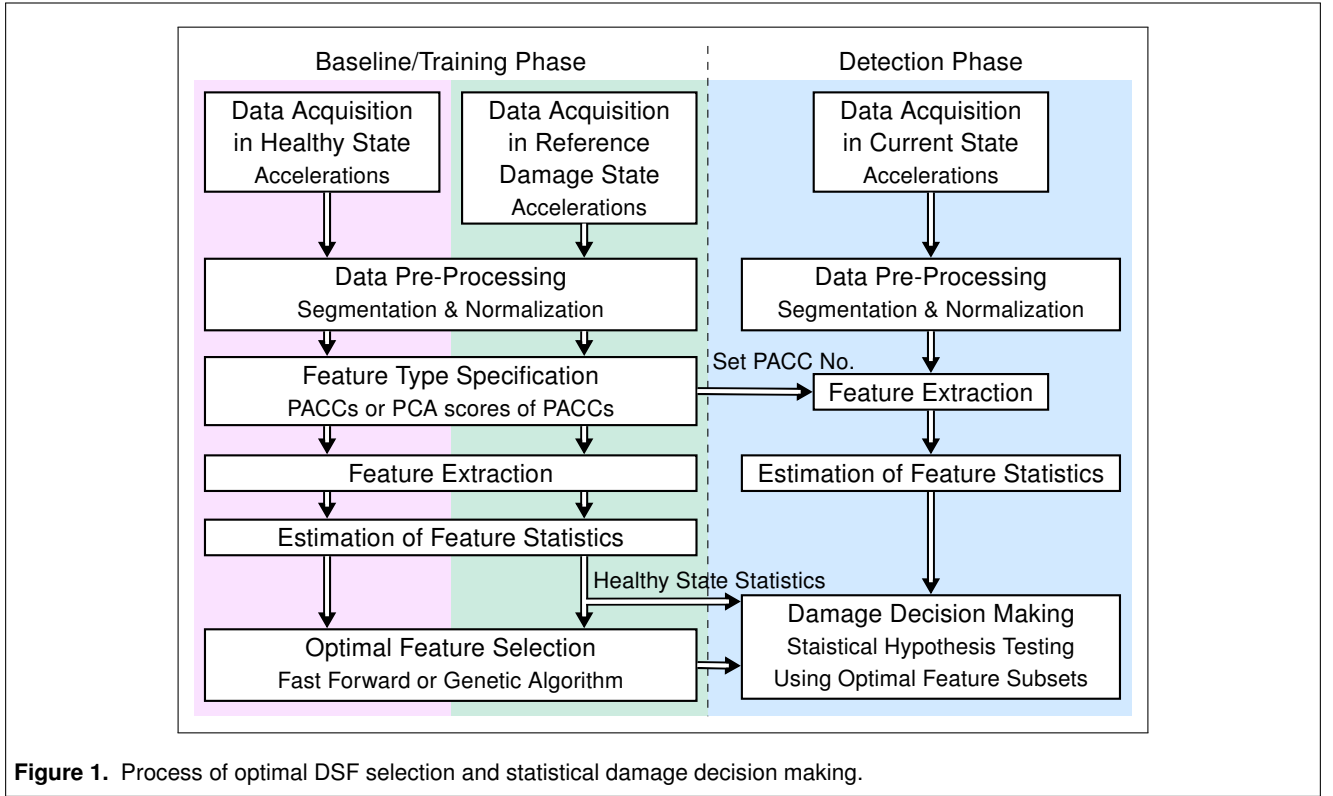 Baseline/Training Phase
Detection Phase
Data Acquisition
in Healthy State
Accelerations
Data Acquisition
in Reference
Damage State
Accelerations
Data Acquisition
in Current State
Accelerations
Data Pre-Processing
Segmentation & Normalization
Data Pre-Processing
Segmentation & Normalization
Feature Type Specification
PACCs or PCA scores of PACCs
Set PACC No.
Feature Extraction
Feature Extraction
Estimation of Feature Statistics
Estimation of Feature Statistics
Healthy State Statistics
Optimal Feature Selection
Fast Forward or Genetic Algorithm
Damage Decision Making
Staistical Hypothesis Testing
Using Optimal Feature Subsets
Figure 1. Process of optimal DSF selection and statistical damage decision making.